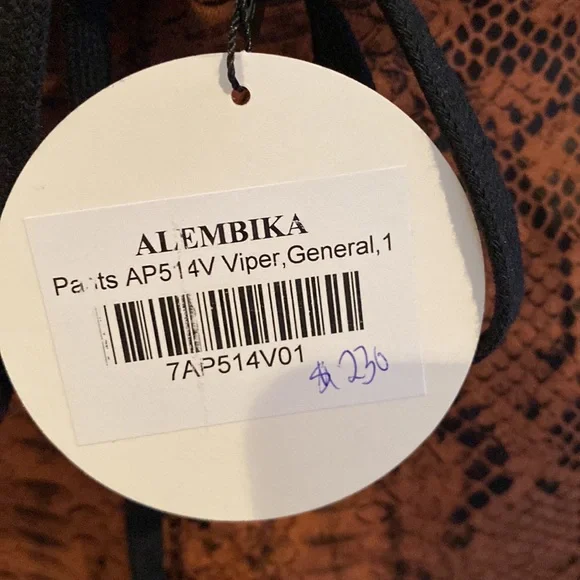 ALEMBIKA
Pants AP514V Viper,General,1
7AP514V01
$230